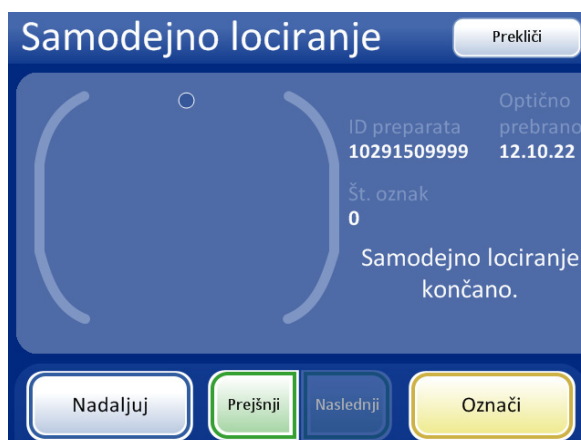 Samodejno lociranje
Prekliči
ID preparata
10291509999
Optično
prebrano
12.10.22
Št. oznak
0
Samodejno lociranje
končano.
Nadaljuj
Prejšnji
Naslednji
Označi